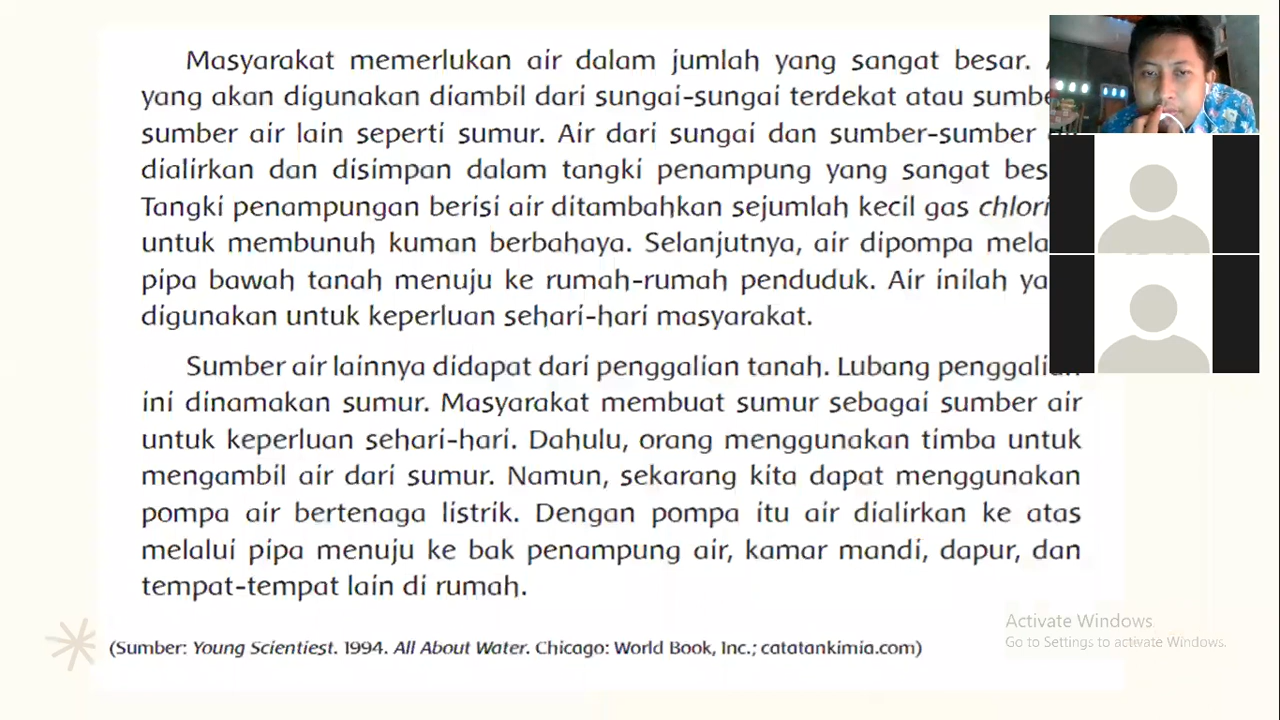 Masyarakat memerlukan air dalam jumlah yang sangat besar.
yang akan digunakan diambil dari sungai-sungai terdekat atau
sumber air lain seperti sumur. Air dari sungai dan sumber-sumber
dialirkan dan disimpan dalam tangki penampung yang sangat
Tangki penampungan berisi air ditambahkan sejumlah kecil gas
untuk membunuh kuman berbahaya. Selanjutnya, air dipompa
pipa bawah tanah menuju ke rumah-rumah penduduk. Air inilah
digunakan untuk keperluan sehari-hari masyarakat.
Sumber air lainnya didapat dari penggalian tanah. Lubang penggalian
ini dinamakan sumur. Masyarakat membuat sumur sebagai sumber air
untuk keperluan sehari-hari. Dahulu, orang menggunakan timba untuk
mengambil air dari sumur. Namun, sekarang kita dapat menggunakan
pompa air bertenaga listrik. Dengan pompa itu air dialirkan ke atas
melalui pipa menuju ke bak penampung air, kamar mandi, dapur, dan
tempat-tempat lain di rumah.
(Sumber: Young Scientiest. 1994. All About Water. Chicago: World Book, Inc.; catatankimia.com)
Activate Windows
Go to Settings to activate Windows.